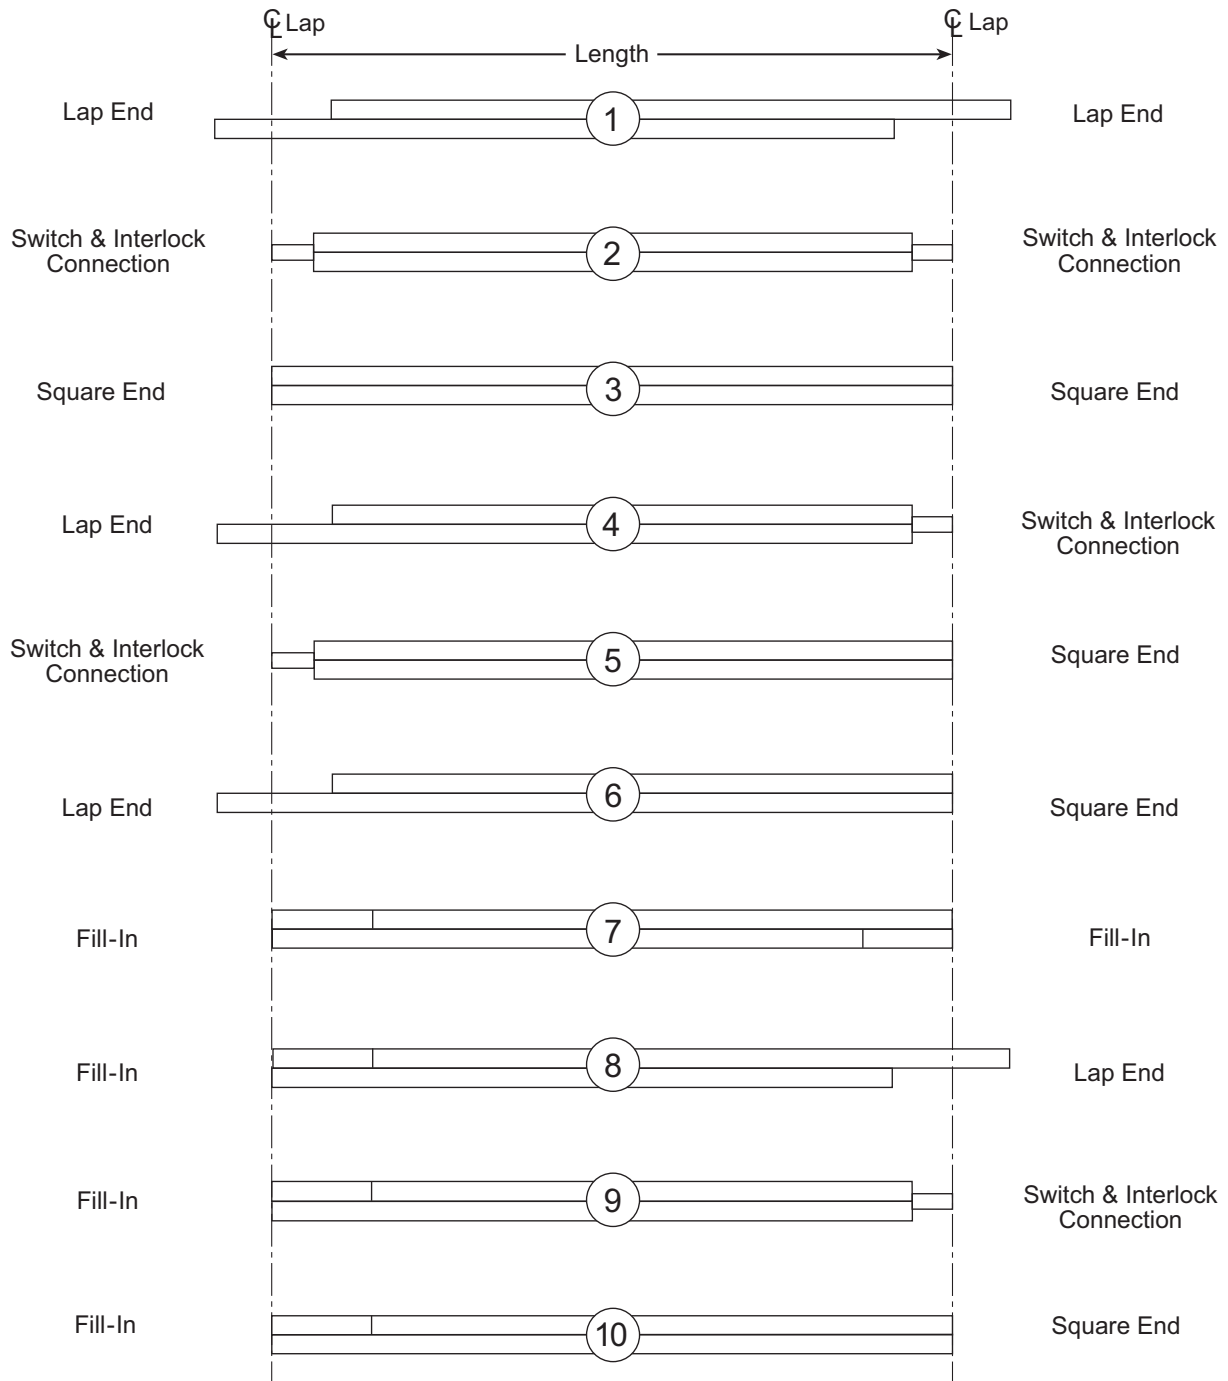 ℄ Lap
℄ Lap
Length
Lap End
1
Lap End
Switch & Interlock
Connection
2
Switch & Interlock
Connection
Square End
3
Square End
Lap End
4
Switch & Interlock
Connection
Switch & Interlock
Connection
5
Square End
Lap End
6
Square End
Fill-In
7
Fill-In
Fill-In
8
Lap End
Fill-In
9
Switch & Interlock
Connection
Fill-In
10
Square End